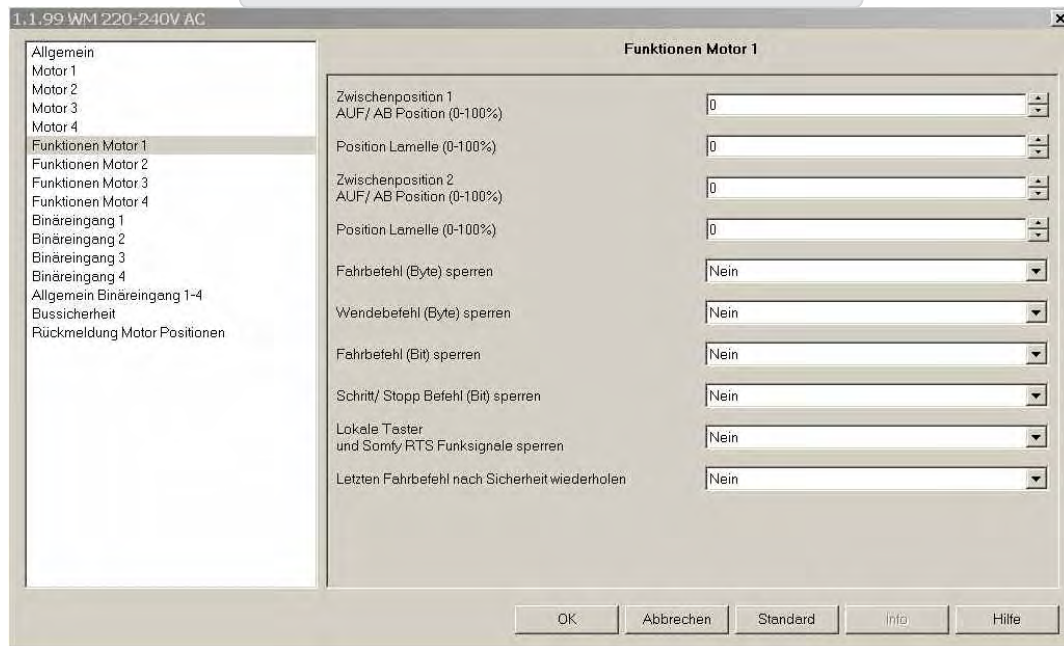 1.1.99 WM 220-240V AC
Allgemein
Motor 1
Motor 2
Motor 3
Motor 4
Funktionen Motor 1
Funktionen Motor 2
Funktionen Motor 3
Funktionen Motor 4
Binäreingang 1
Binäreingang 2
Binäreingang 3
Binäreingang 4
Allgemein Binäreingang 1-4
Bussicherheit
Rückmeldung Motor Positionen
Funktionen Motor 1
Zwischenposition 1
AUF/ AB Position (0-100%)
0
Position Lamelle (0-100%)
0
Zwischenposition 2
AUF/ AB Position (0-100%)
0
Position Lamelle (0-100%)
0
Fahrbefehl (Byte) sperren
Nein
Wendebefehl (Byte) sperren
Nein
Fahrbefehl (Bit) sperren
Nein
Schritt/ Stopp Befehl (Bit) sperren
Nein
Lokale Taster
und Somfy RTS Funksignale sperren
Nein
Letzten Fahrbefehl nach Sicherheit wiederholen
Nein
OK
Abbrechen
Standard
Info
Hilfe